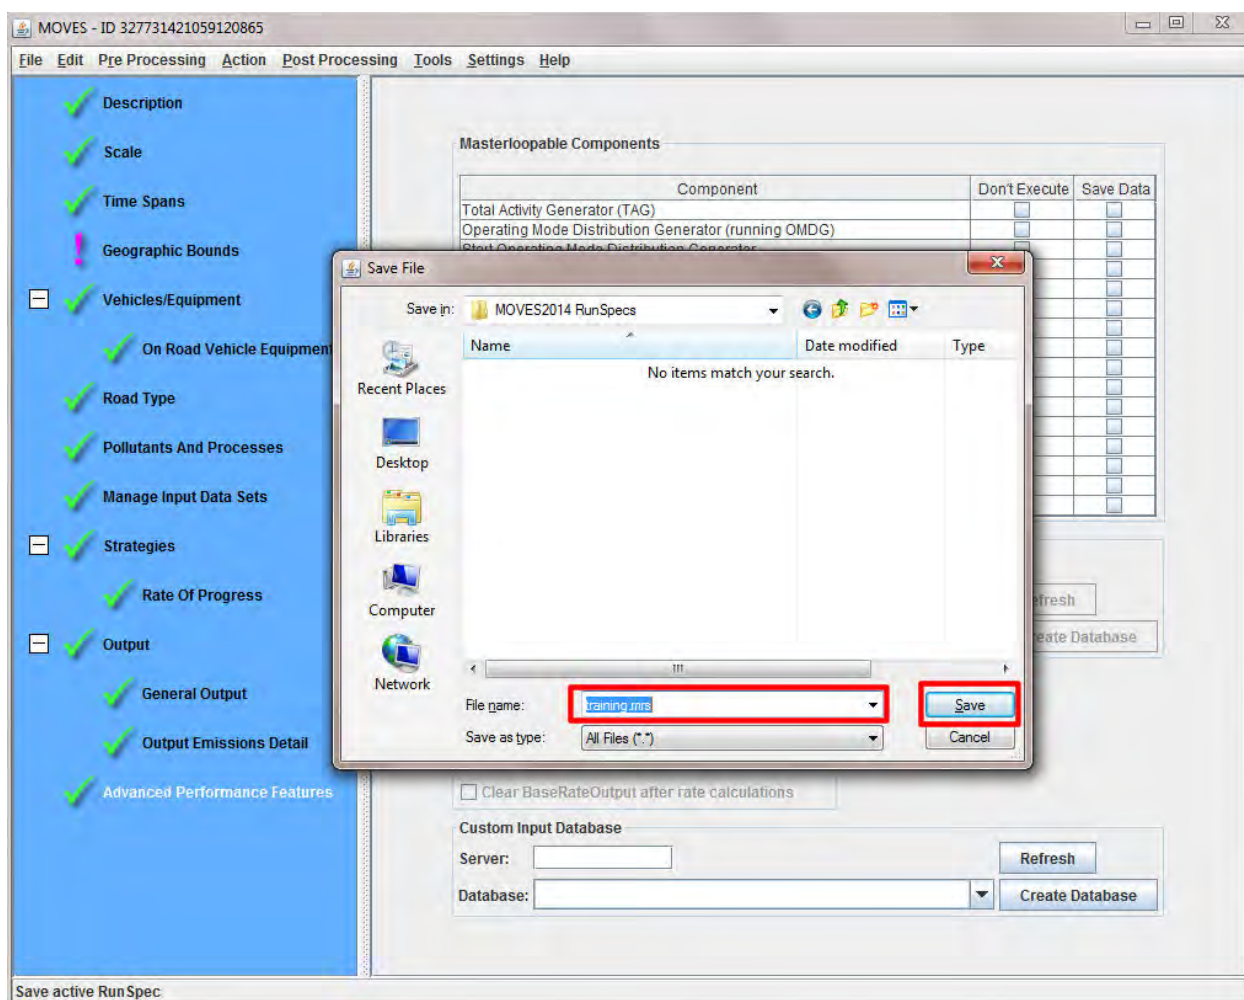 MOVES - ID 327731421059120865
File Edit Pre Processing Action Post Processing Tools Settings Help
Description
Scale
Time Spans
Geographic Bounds
Vehicles/Equipment
On Road Vehicle Equipment
Road Type
Pollutants And Processes
Manage Input Data Sets
Strategies
Rate Of Progress
Output
General Output
Output Emissions Detail
Advanced Performance Features
Masterloopable Components
Component Don't Execute Save Data
Total Activity Generator (TAG)
Operating Mode Distribution Generator (running OMDG)
Start Operating Mode Distribution Generator
Save File
Save in: MOVES2014 RunSpecs
Name Date modified Type
No items match your search.
Recent Places
Desktop
Libraries
Computer
Network
File name: training.mrs Save
Save as type: All Files (*.*) Cancel
Clear BaseRateOutput after rate calculations
Custom Input Database
Server: Refresh
Database: Create Database
Save active RunSpec